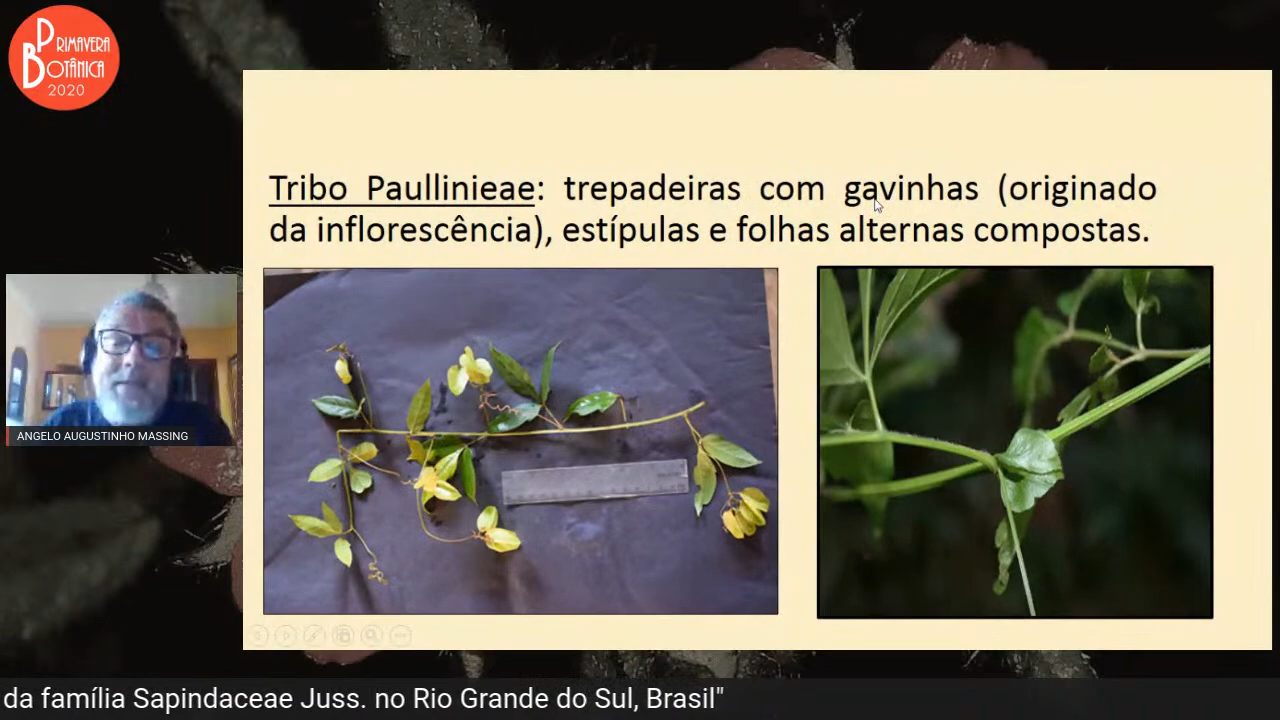 PRIMAVERA
BOTÂNICA
2020
Tribo Paullinieae: trepadeiras com gavinhas (originado
da inflorescência), estípulas e folhas alternas compostas.
ANGELO AUGUSTINHO MASSING
da família Sapindaceae Juss. no Rio Grande do Sul, Brasil"